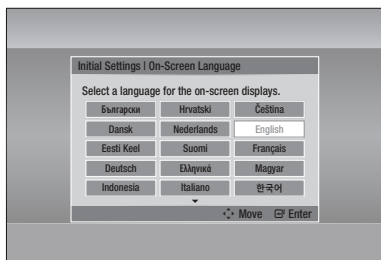 Initial Settings | On-Screen Language
Select a language for the on-screen displays.
Български Hrvatski Čeština
Dansk Nederlands English
Eesti Keel Suomi Français
Deutsch Ελληνικά Magyar
Indonesia Italiano 한국어
Move Enter